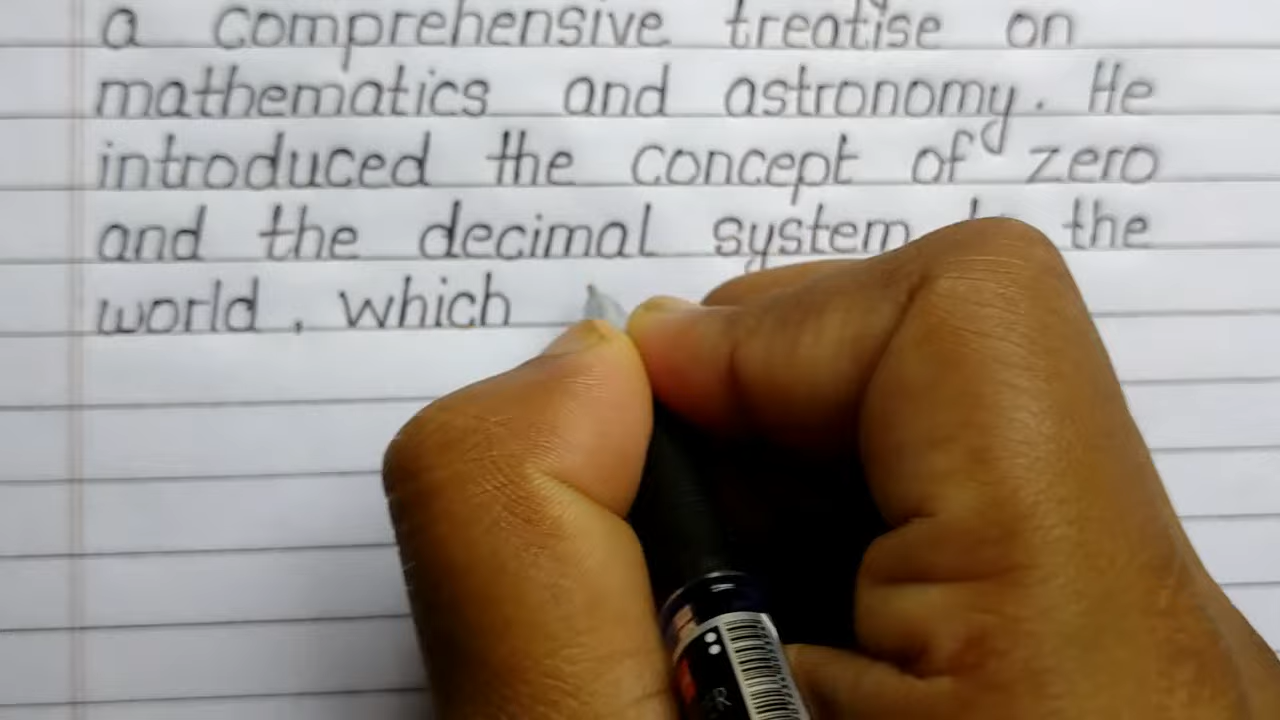 a comprehensive treatise on
mathematics and astronomy. He
introduced the concept of zero
and the decimal system the
world, which